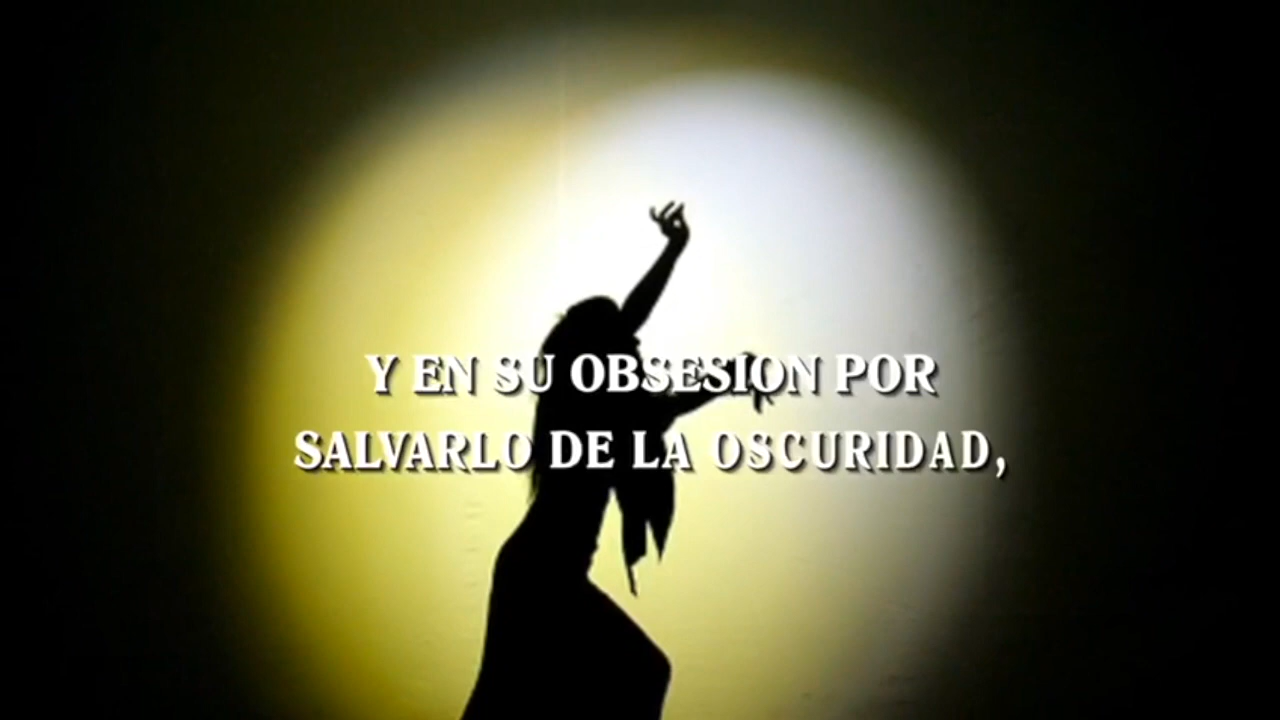 Y EN SU OBSESION POR
SALVARLO DE LA OSCURIDAD,